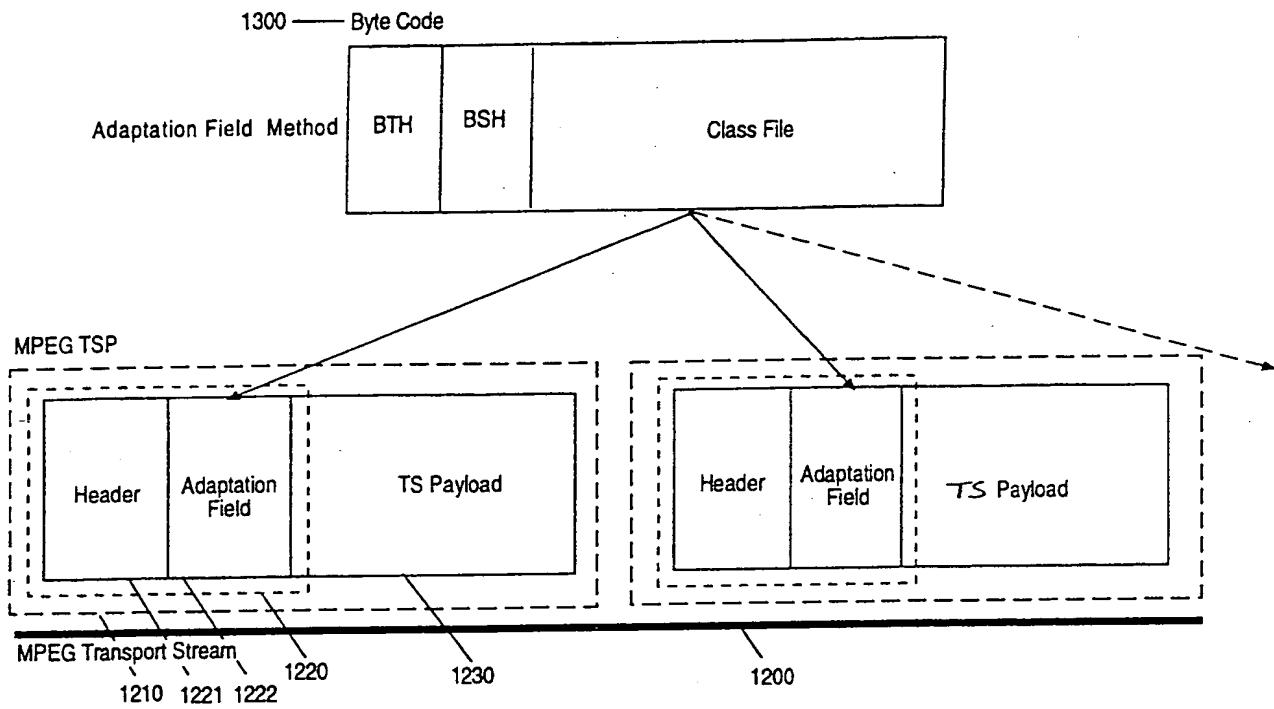 1300 Byte Code
Adaptation Field Method
BTH
BSH
Class File
MPEG TSP
Header
Adaptation
Field
TS Payload
Header
Adaptation
Field
TS Payload
MPEG Transport Stream
1210
1221
1222
1220
1230
1200